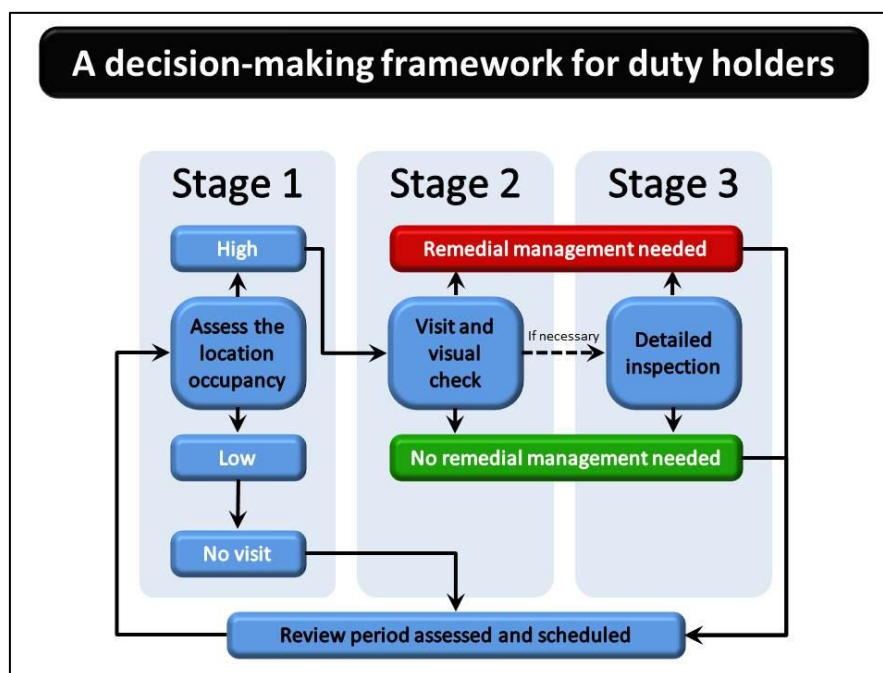 A decision-making framework for duty holders
Stage 1
Stage 2
Stage 3
High
Remedial management needed
Assess the
location
occupancy
Visit and
visual
check
If necessary
Detailed
inspection
Low
No remedial management needed
No visit
Review period assessed and scheduled